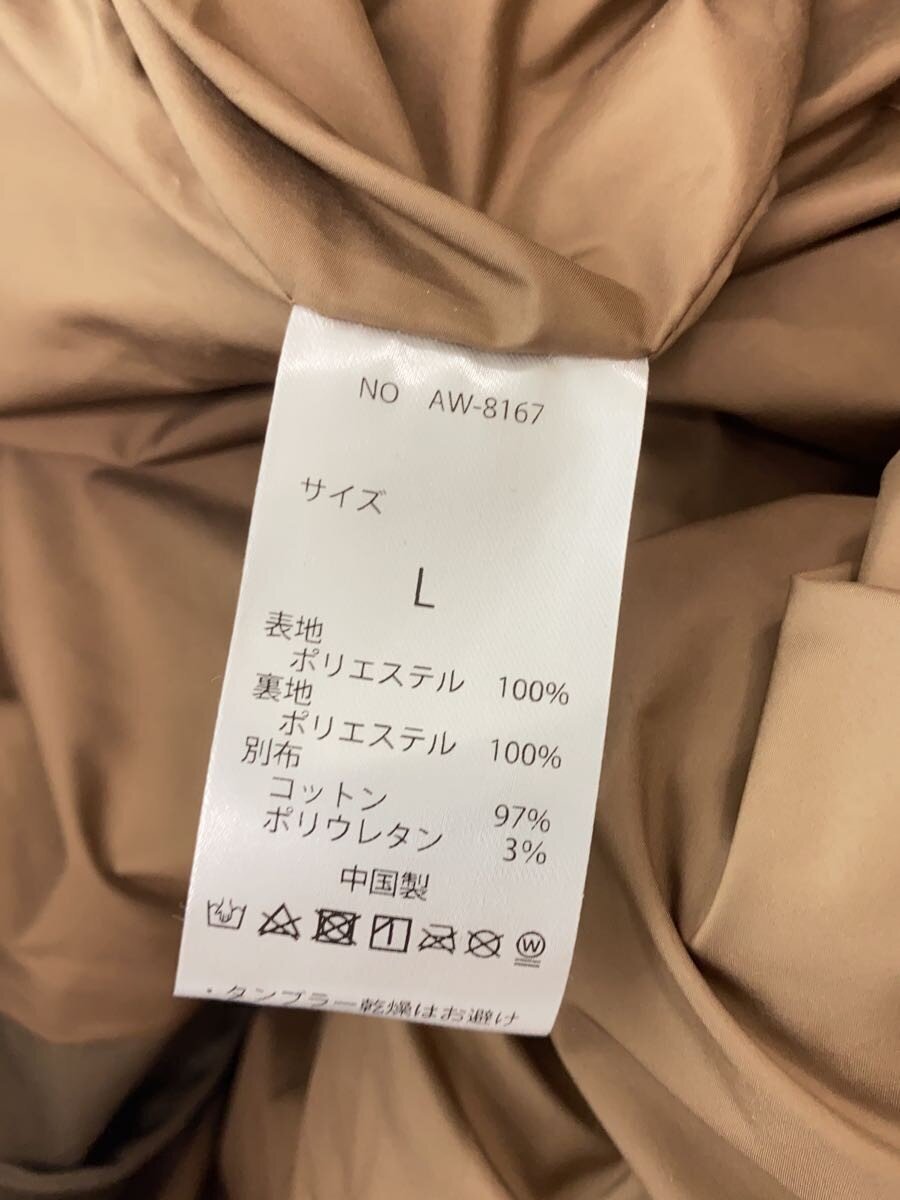 NO AW-8167
サイズ
L
表地
ポリエステル 100%
裏地
ポリエステル 100%
別布
コットン 97%
ポリウレタン 3%
中国製
W
・タンブラー乾燥はお避け